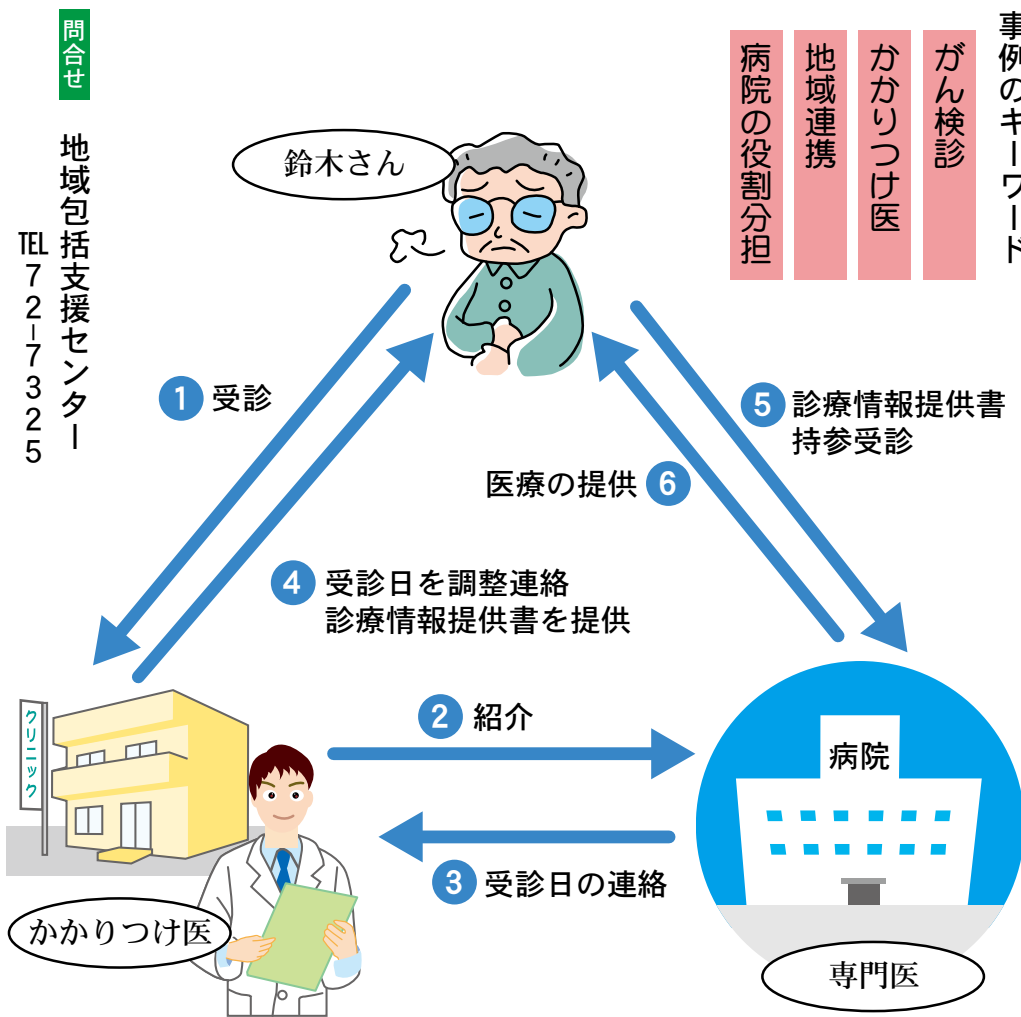 事例のキーワード
がん検診
かかりつけ医
地域連携
病院の役割分担
鈴木さん
問合せ
地域包括支援センター
TEL 72-7325
1 受診
5 診療情報提供書
持参受診
医療の提供 6
4 受診日を調整連絡
診療情報提供書を提供
2 紹介
クリニック
病院
3 受診日の連絡
かかりつけ医
専門医